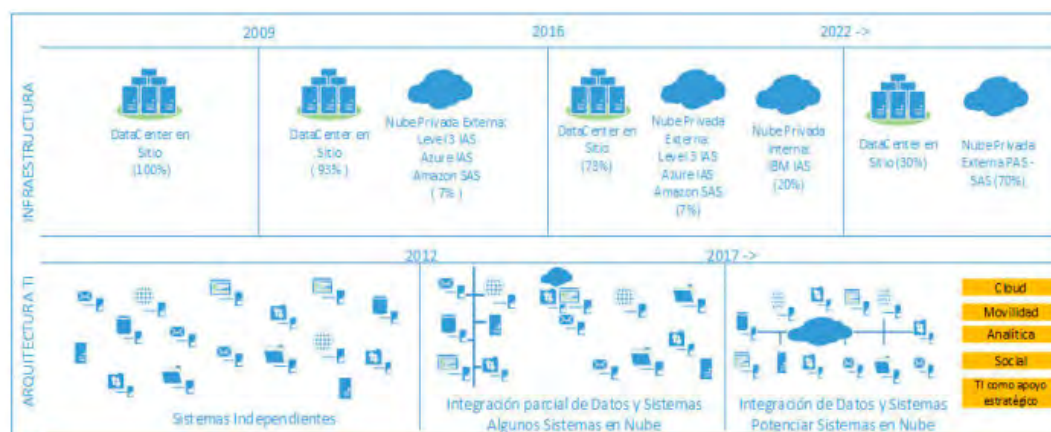 2009
2016
2022 ->
INFRAESTRUCTURA
DataCenter en
Sitio
(100%)
DataCenter en
Sitio
( 93% )
Nube Privada Externa:
Level 3 IAS
Azure IAS
Amazon SAS
( 7% )
DataCenter en
Sitio
(73%)
Nube Privada
Externa:
Level 3 IAS
Azure IAS
Amazon SAS
(7%)
Nube Privada
Interna:
IBM IAS
(20%)
DataCenter en
Sitio (30%)
Nube Privada
Externa PAS -
SAS (70%)
ARQUITECTURA TI
2012
2017 ->
Sistemas Independientes
Integración parcial de Datos y Sistemas
Algunos Sistemas en Nube
Integración de Datos y Sistemas
Potenciar Sistemas en Nube
Cloud
Movilidad
Analítica
Social
TI como apoyo
estratégico